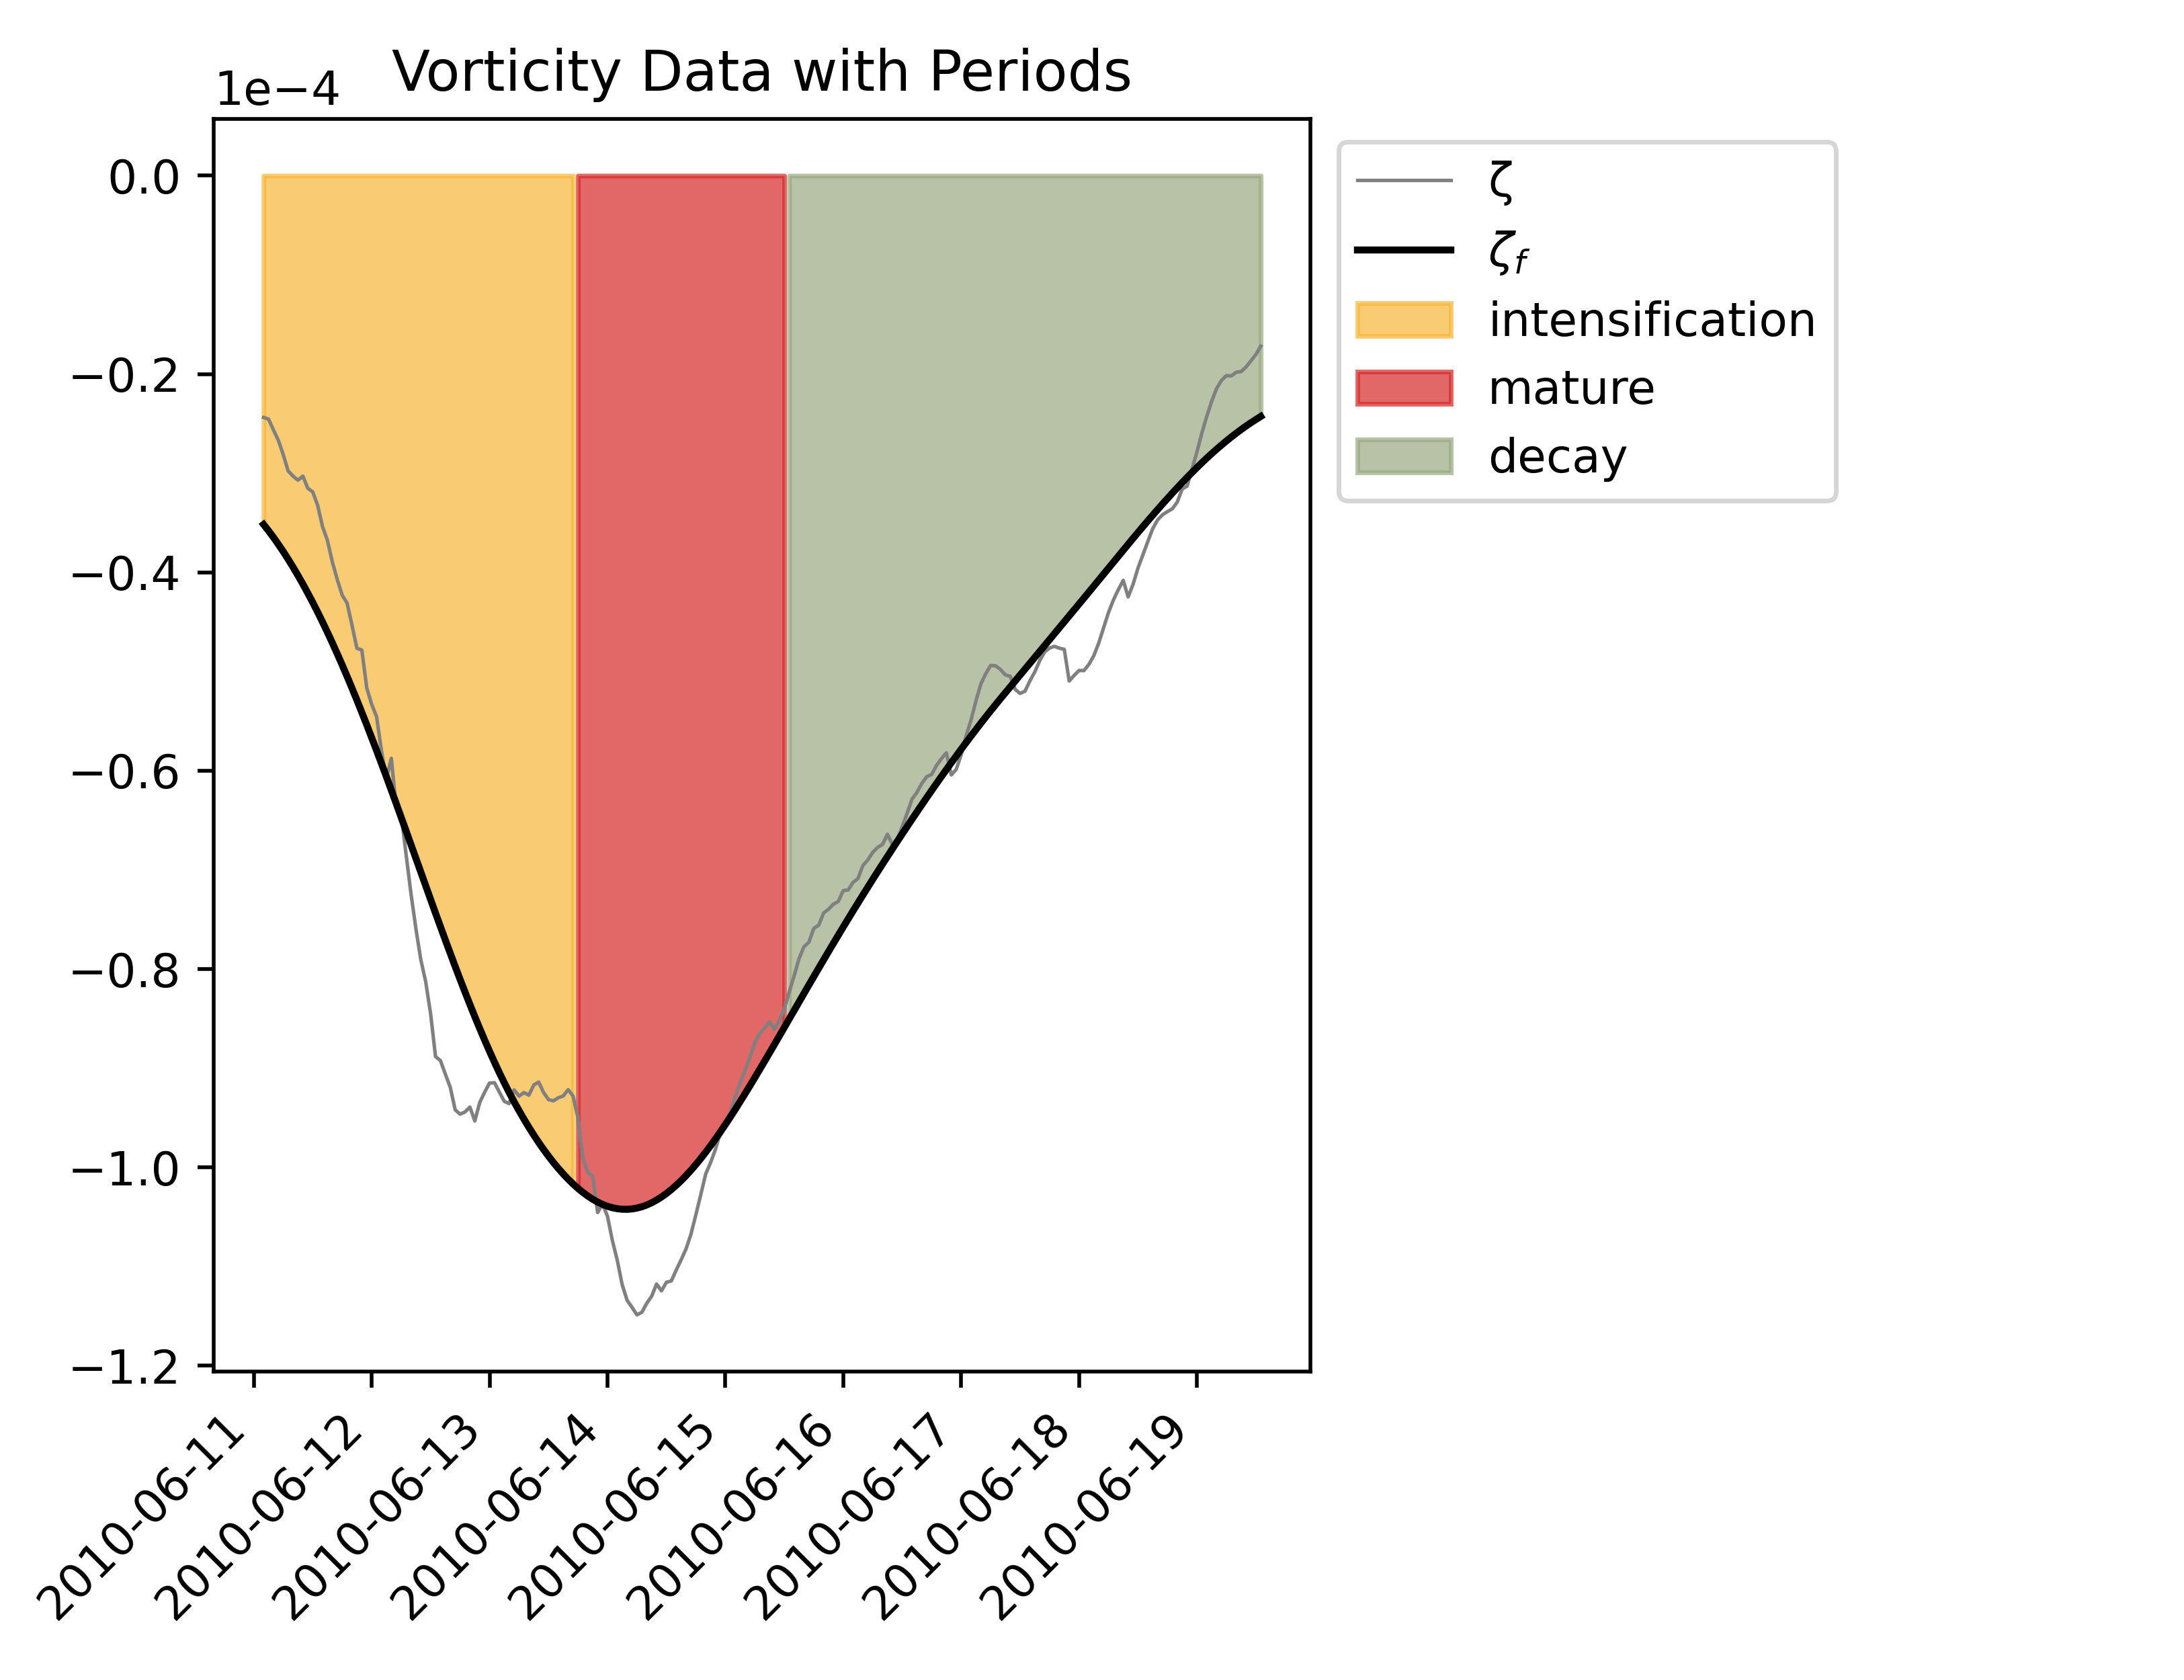 Vorticity Data with Periods
1e−4
0.0
−0.2
−0.4
−0.6
−0.8
−1.0
−1.2
2010-06-11
2010-06-12
2010-06-13
2010-06-14
2010-06-15
2010-06-16
2010-06-17
2010-06-18
2010-06-19
ζ
ζf
intensification
mature
decay